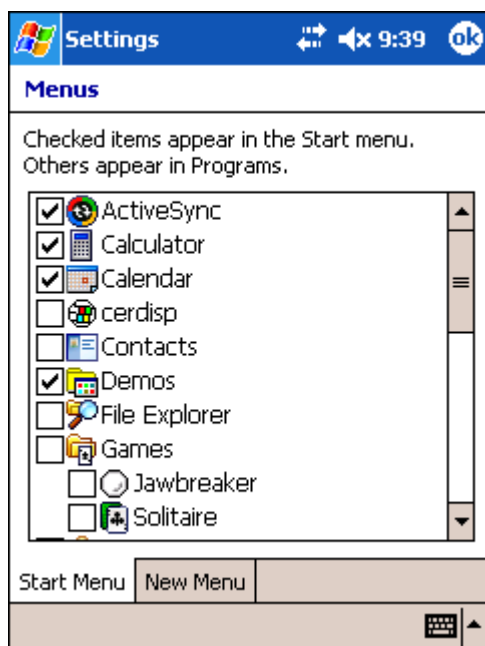 Settings 9:39 ok
Menus
Checked items appear in the Start menu.
Others appear in Programs.
ActiveSync
Calculator
Calendar
cerdisp
Contacts
Demos
File Explorer
Games
Jawbreaker
Solitaire
Start Menu New Menu